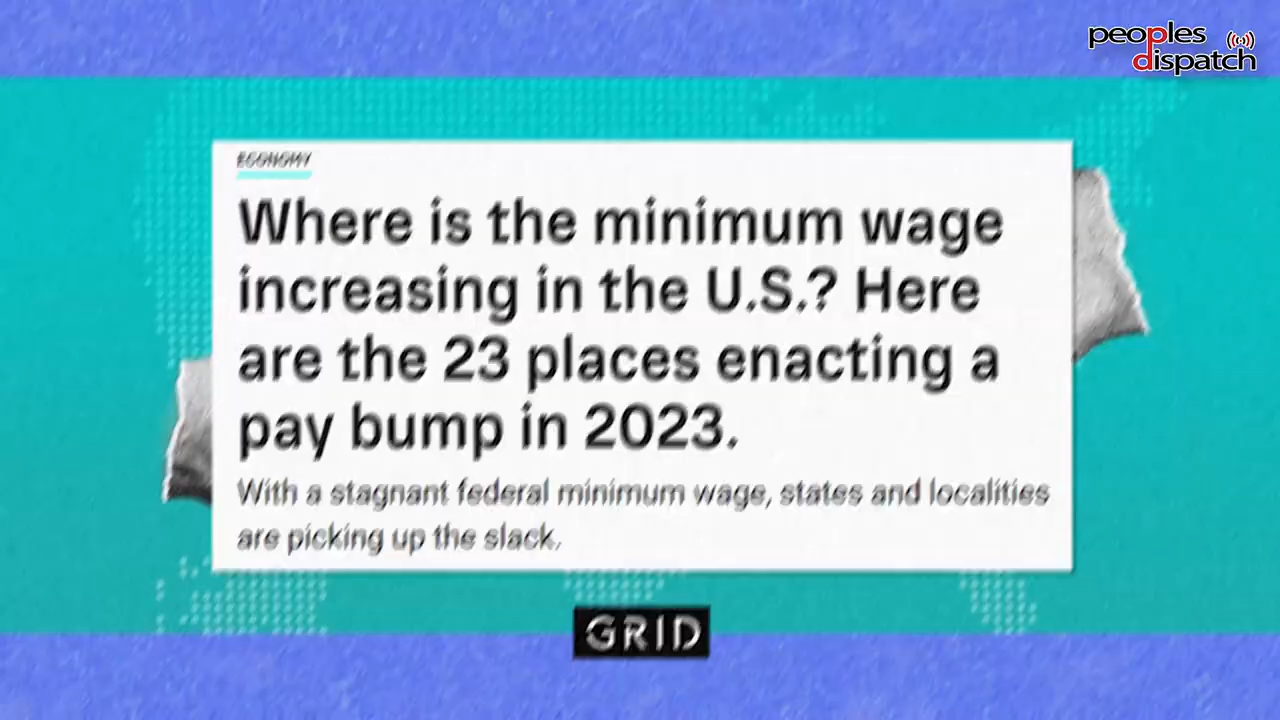 peoples
dispatch
ECONOMY
Where is the minimum wage
increasing in the U.S.? Here
are the 23 places enacting a
pay bump in 2023.
With a stagnant federal minimum wage, states and localities
are picking up the slack.
GRID